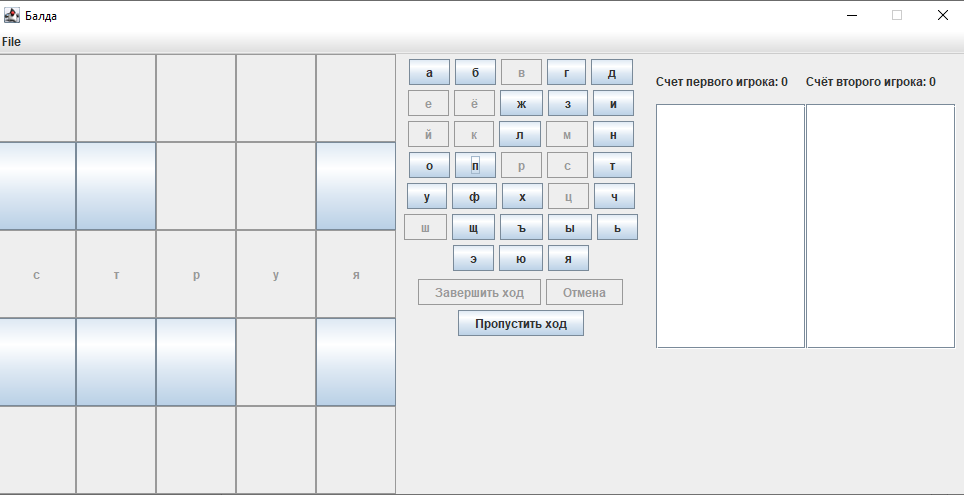 Балда
File
а б в г д
е ё ж з и
й к л м н
о п р с т
у ф х ц ч
ш щ ъ ы ь
э ю я
с т р у я
Завершить ход Отмена
Пропустить ход
Счет первого игрока: 0 Счёт второго игрока: 0